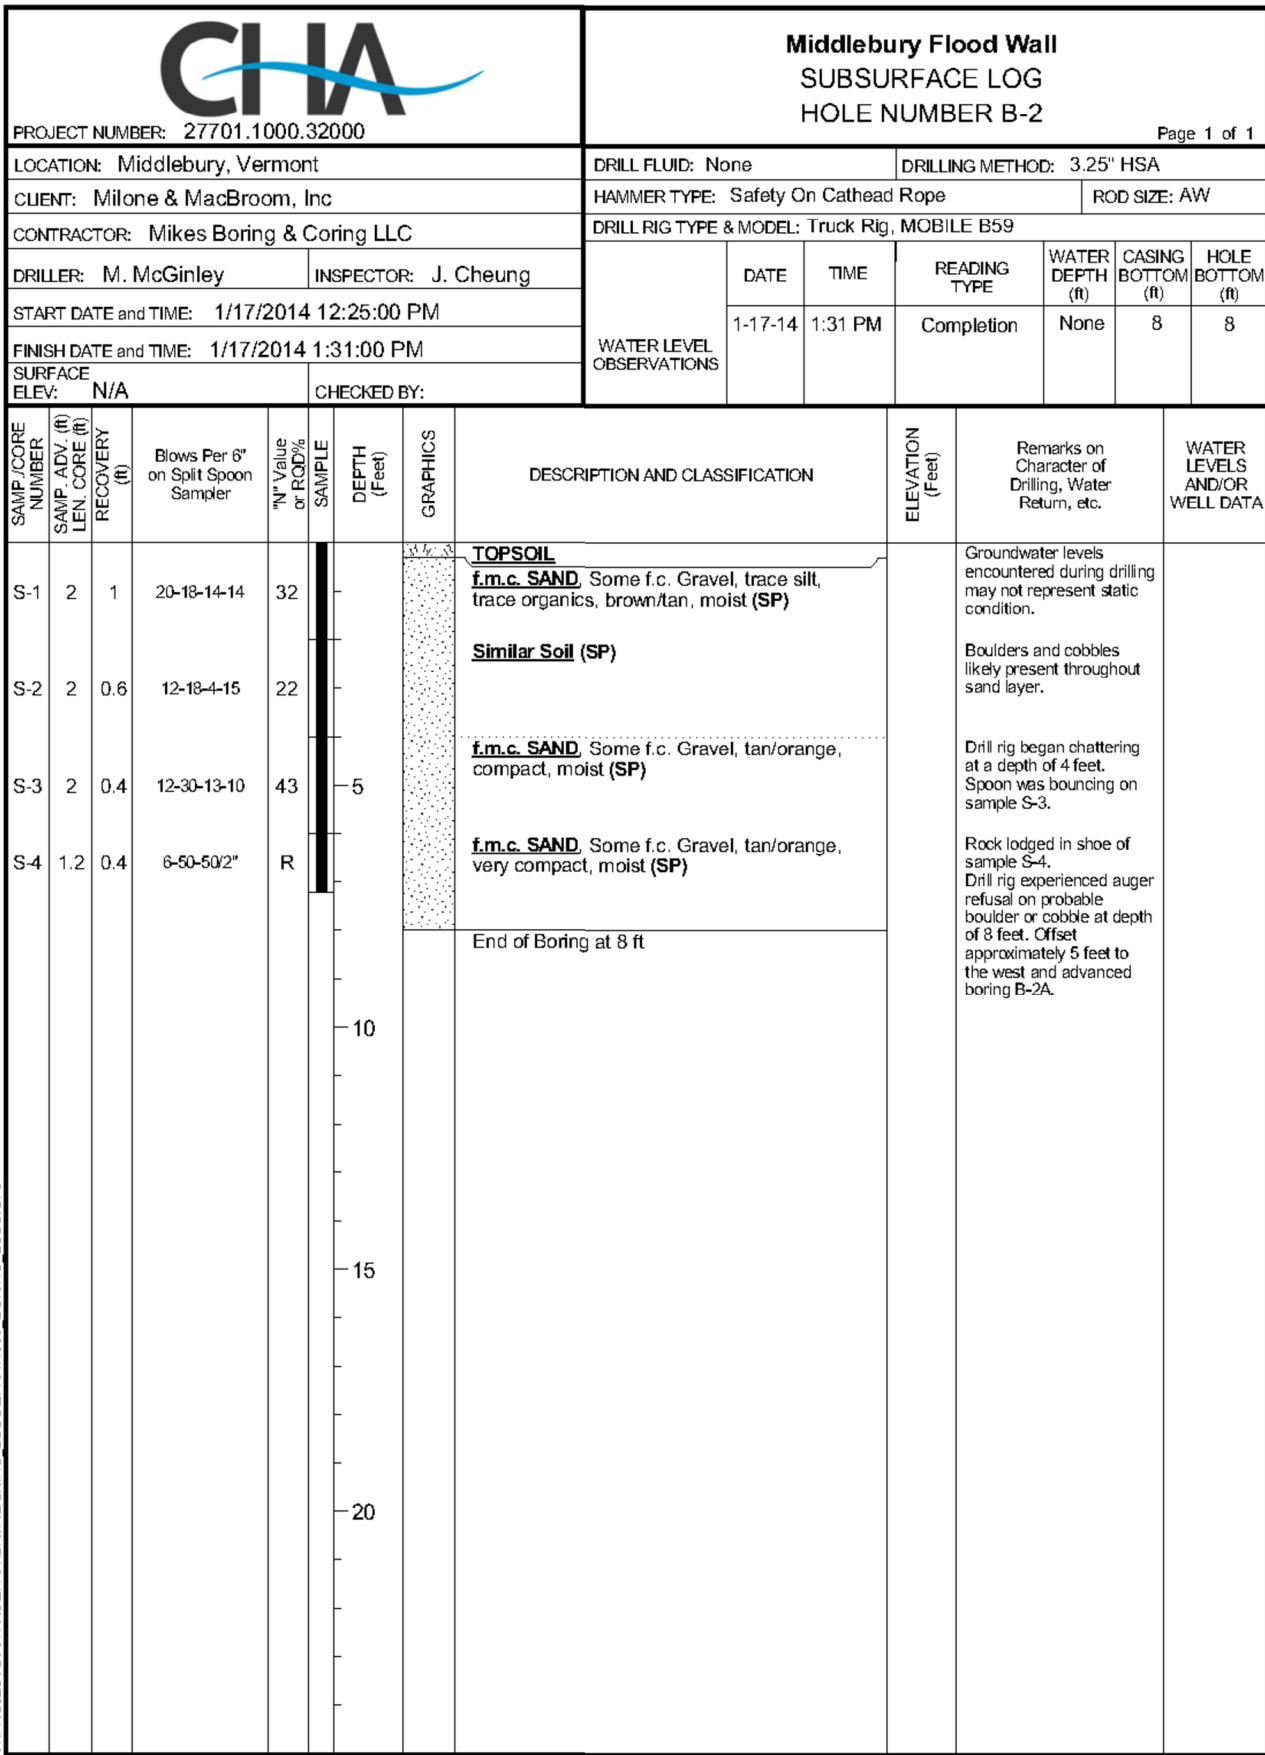 CHA
PROJECT NUMBER: 27701.1000.32000
Middlebury Flood Wall
SUBSURFACE LOG
HOLE NUMBER B-2
Page 1 of 1
LOCATION: Middlebury, Vermont
DRILL FLUID: None
DRILLING METHOD: 3.25" HSA
CLIENT: Milone & MacBroom, Inc
HAMMER TYPE: Safety On Cathead Rope
ROD SIZE: AW
CONTRACTOR: Mikes Boring & Coring LLC
DRILL RIG TYPE & MODEL: Truck Rig, MOBILE B59
DRILLER: M. McGinley
INSPECTOR: J. Cheung
START DATE and TIME: 1/17/2014 12:25:00 PM
FINISH DATE and TIME: 1/17/2014 1:31:00 PM
SURFACE
ELEV: N/A
CHECKED BY:
WATER LEVEL
OBSERVATIONS
DATE
TIME
READING
TYPE
WATER
DEPTH
(ft)
CASING
BOTTOM
(ft)
HOLE
BOTTOM
(ft)
1-17-14 1:31 PM Completion None 8 8
SAMP./CORE
NUMBER
SAMP. ADV. (ft)
LEN. CORE (ft)
RECOVERY
(ft)
Blows Per 6"
on Split Spoon
Sampler
"N" Value
or RQD%
SAMPLE
DEPTH
(Feet)
GRAPHICS
DESCRIPTION AND CLASSIFICATION
ELEVATION
(Feet)
Remarks on
Character of
Drilling, Water
Return, etc.
WATER
LEVELS
AND/OR
WELL DATA
S-1 2 1 20-18-14-14 32
TOPSOIL
f.m.c. SAND, Some f.c. Gravel, trace silt,
trace organics, brown/tan, moist (SP)
Groundwater levels
encountered during drilling
may not represent static
condition.
S-2 2 0.6 12-18-4-15 22
Similar Soil (SP)
Boulders and cobbles
likely present throughout
sand layer.
S-3 2 0.4 12-30-13-10 43
5
f.m.c. SAND, Some f.c. Gravel, tan/orange,
compact, moist (SP)
Drill rig began chattering
at a depth of 4 feet.
Spoon was bouncing on
sample S-3.
S-4 1.2 0.4 6-50-50/2" R
f.m.c. SAND, Some f.c. Gravel, tan/orange,
very compact, moist (SP)
Rock lodged in shoe of
sample S-4.
Drill rig experienced auger
refusal on probable
boulder or cobble at depth
of 8 feet. Offset
approximately 5 feet to
the west and advanced
boring B-2A.
End of Boring at 8 ft
10
15
20